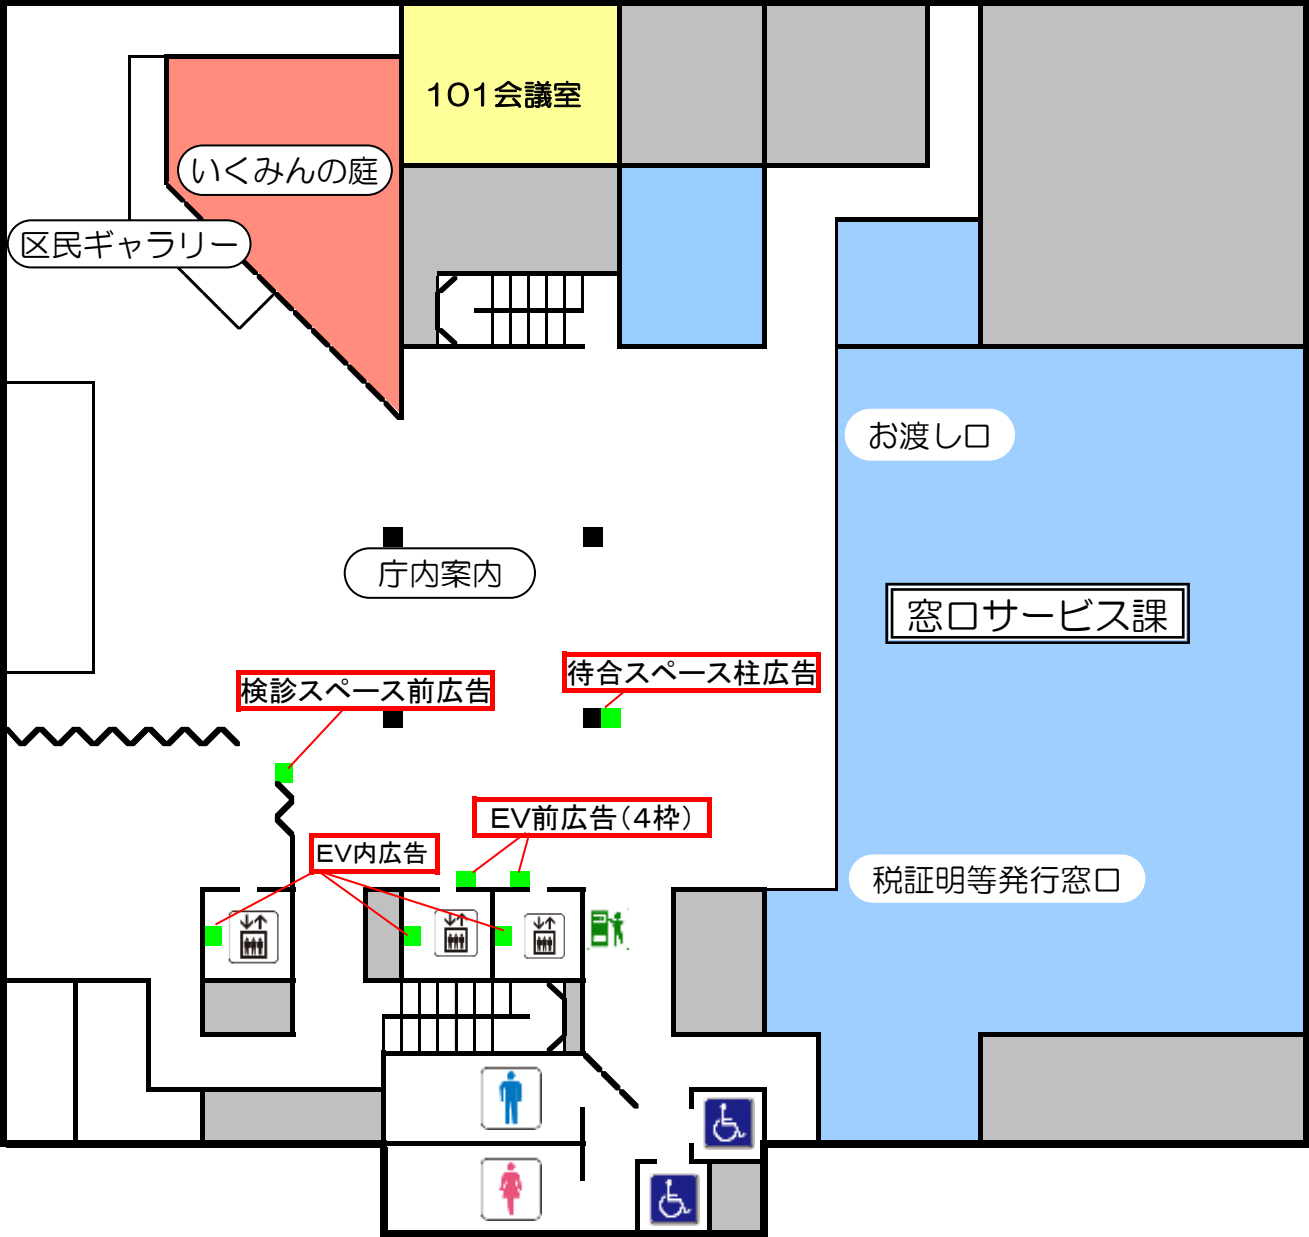 101会議室
いくみんの庭
区民ギャラリー
お渡し口
庁内案内
窓口サービス課
待合スペース柱広告
検診スペース前広告
EV前広告(4枠)
EV内広告
税証明等発行窓口